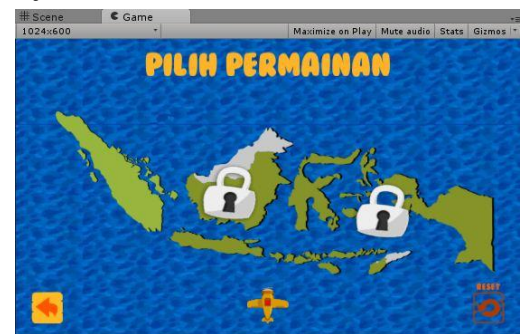 Scene Game
1024x600 Maximize on Play Mute audio Stats Gizmos
PILIH PERMAINAN
RESET